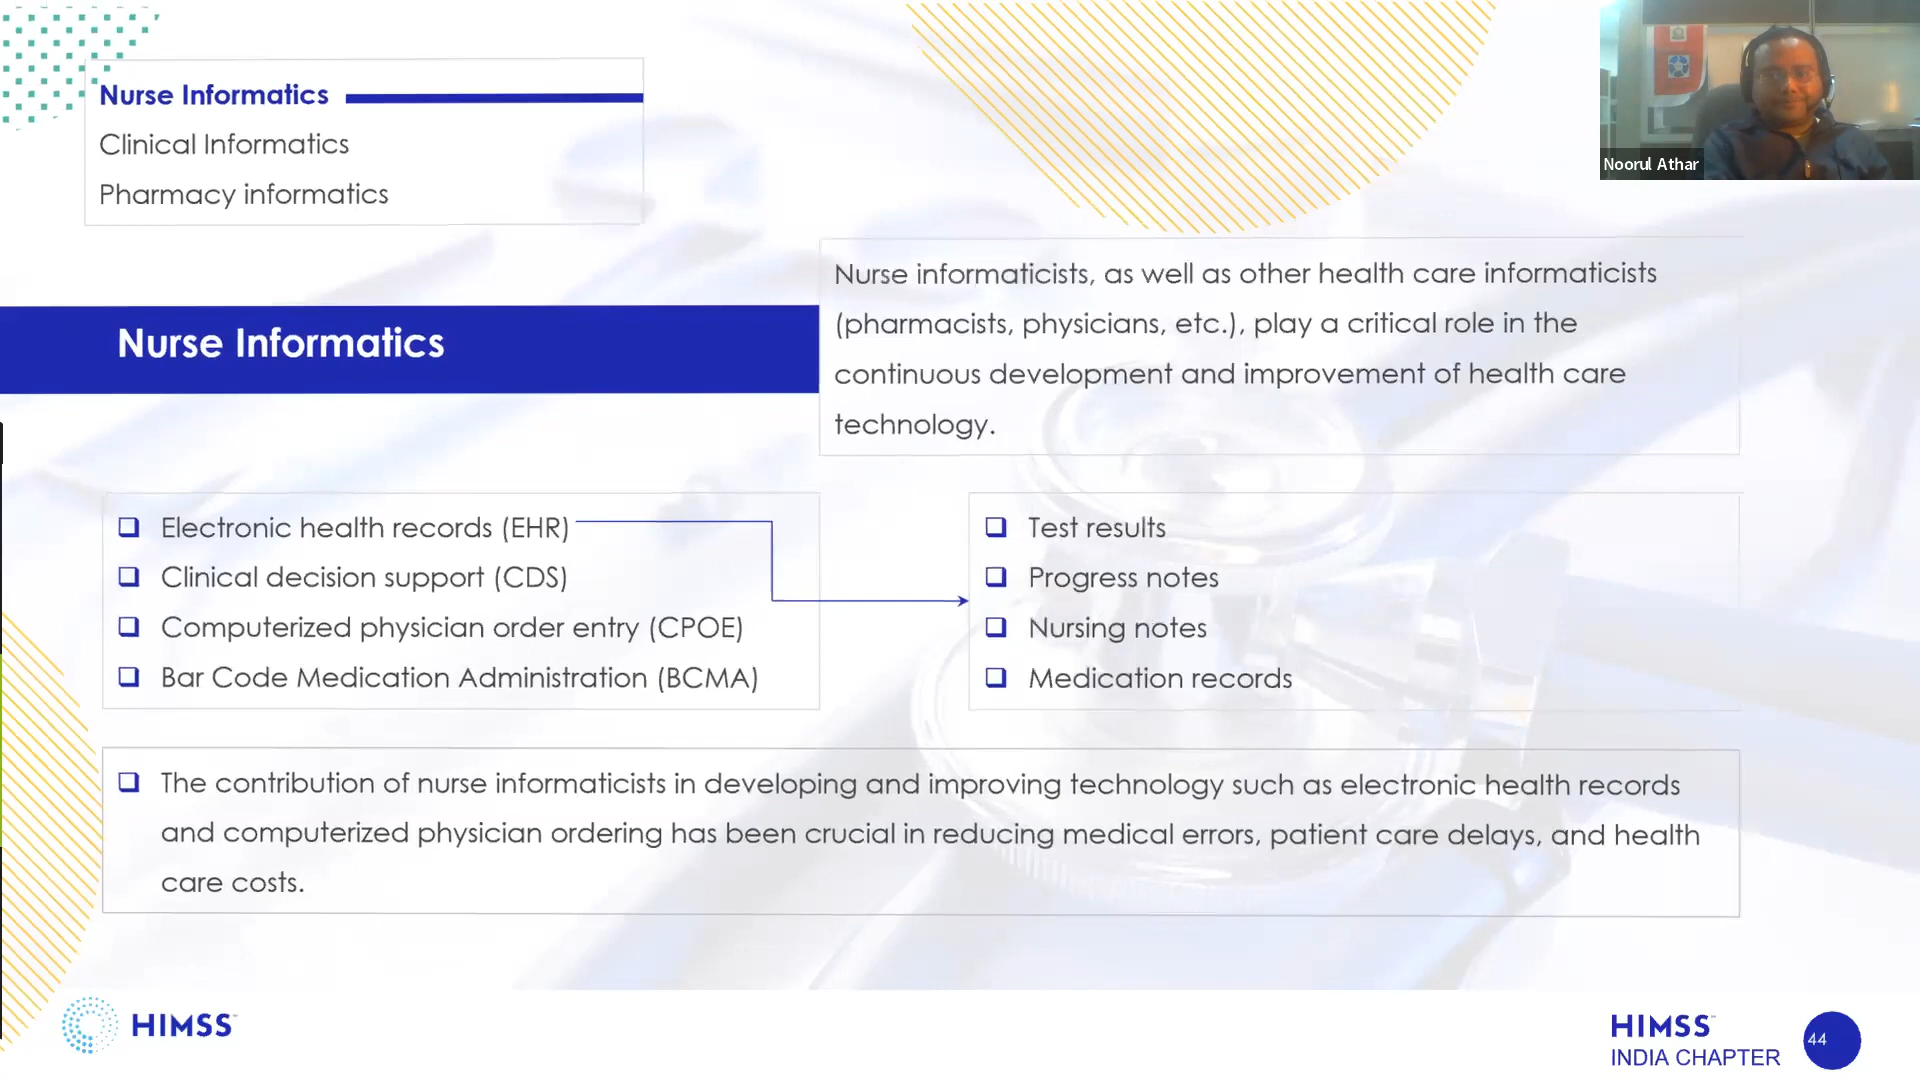 Nurse Informatics
Clinical Informatics
Pharmacy informatics
Noorul Athar
Nurse Informatics
Nurse informaticists, as well as other health care informaticists
(pharmacists, physicians, etc.), play a critical role in the
continuous development and improvement of health care
technology.
Electronic health records (EHR)
Clinical decision support (CDS)
Computerized physician order entry (CPOE)
Bar Code Medication Administration (BCMA)
Test results
Progress notes
Nursing notes
Medication records
The contribution of nurse informaticists in developing and improving technology such as electronic health records
and computerized physician ordering has been crucial in reducing medical errors, patient care delays, and health
care costs.
HIMSS
HIMSS
INDIA CHAPTER
44